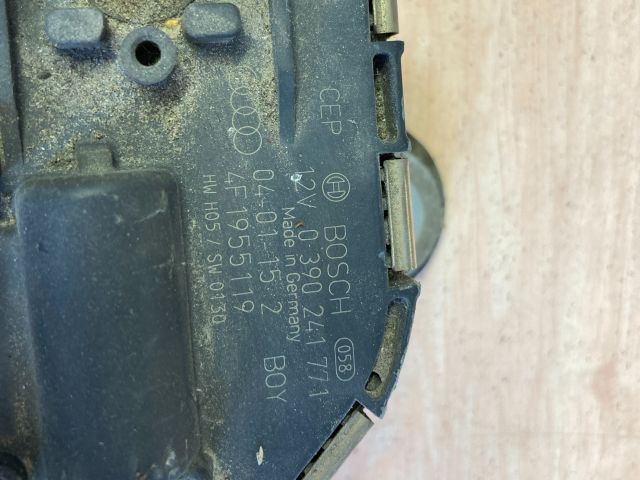 CEP
BOSCH 058
12V 0 390 241 771
Made in Germany
04-01-15 2 BOY
4F1955119
HW H05 / SW 0130